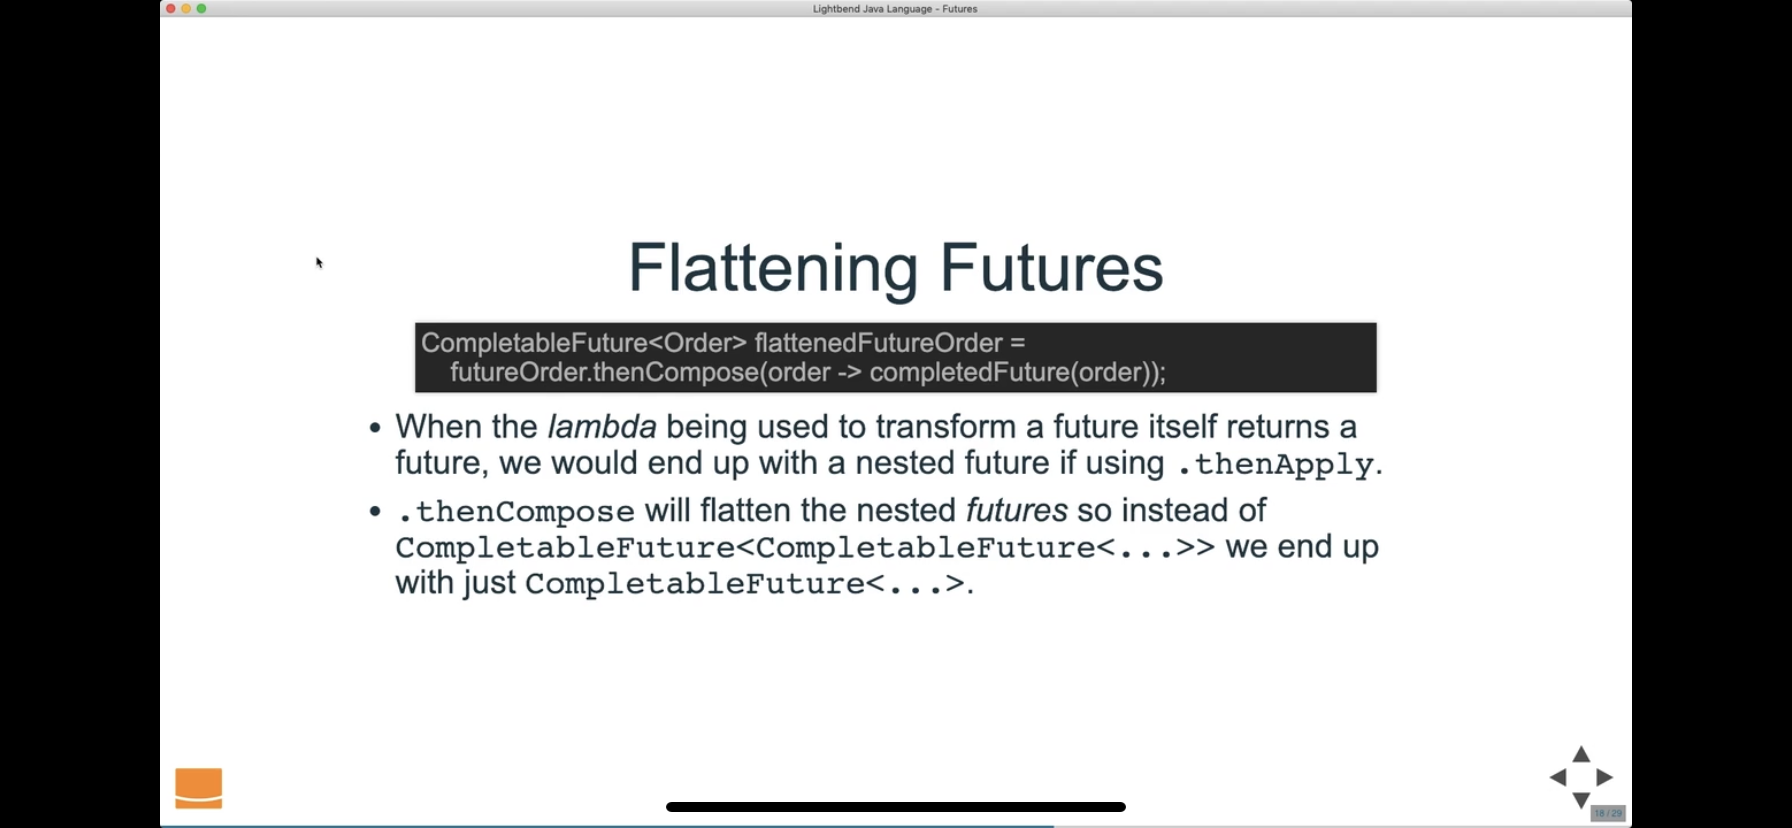 Lightbend Java Language - Futures
Flattening Futures
CompletableFuture<Order> flattenedFutureOrder =
futureOrder.thenCompose(order -> completedFuture(order));
• When the lambda being used to transform a future itself returns a
future, we would end up with a nested future if using .thenApply.
• .thenCompose will flatten the nested futures so instead of
CompletableFuture<CompletableFuture<...>> we end up
with just CompletableFuture<...>.
18 / 29